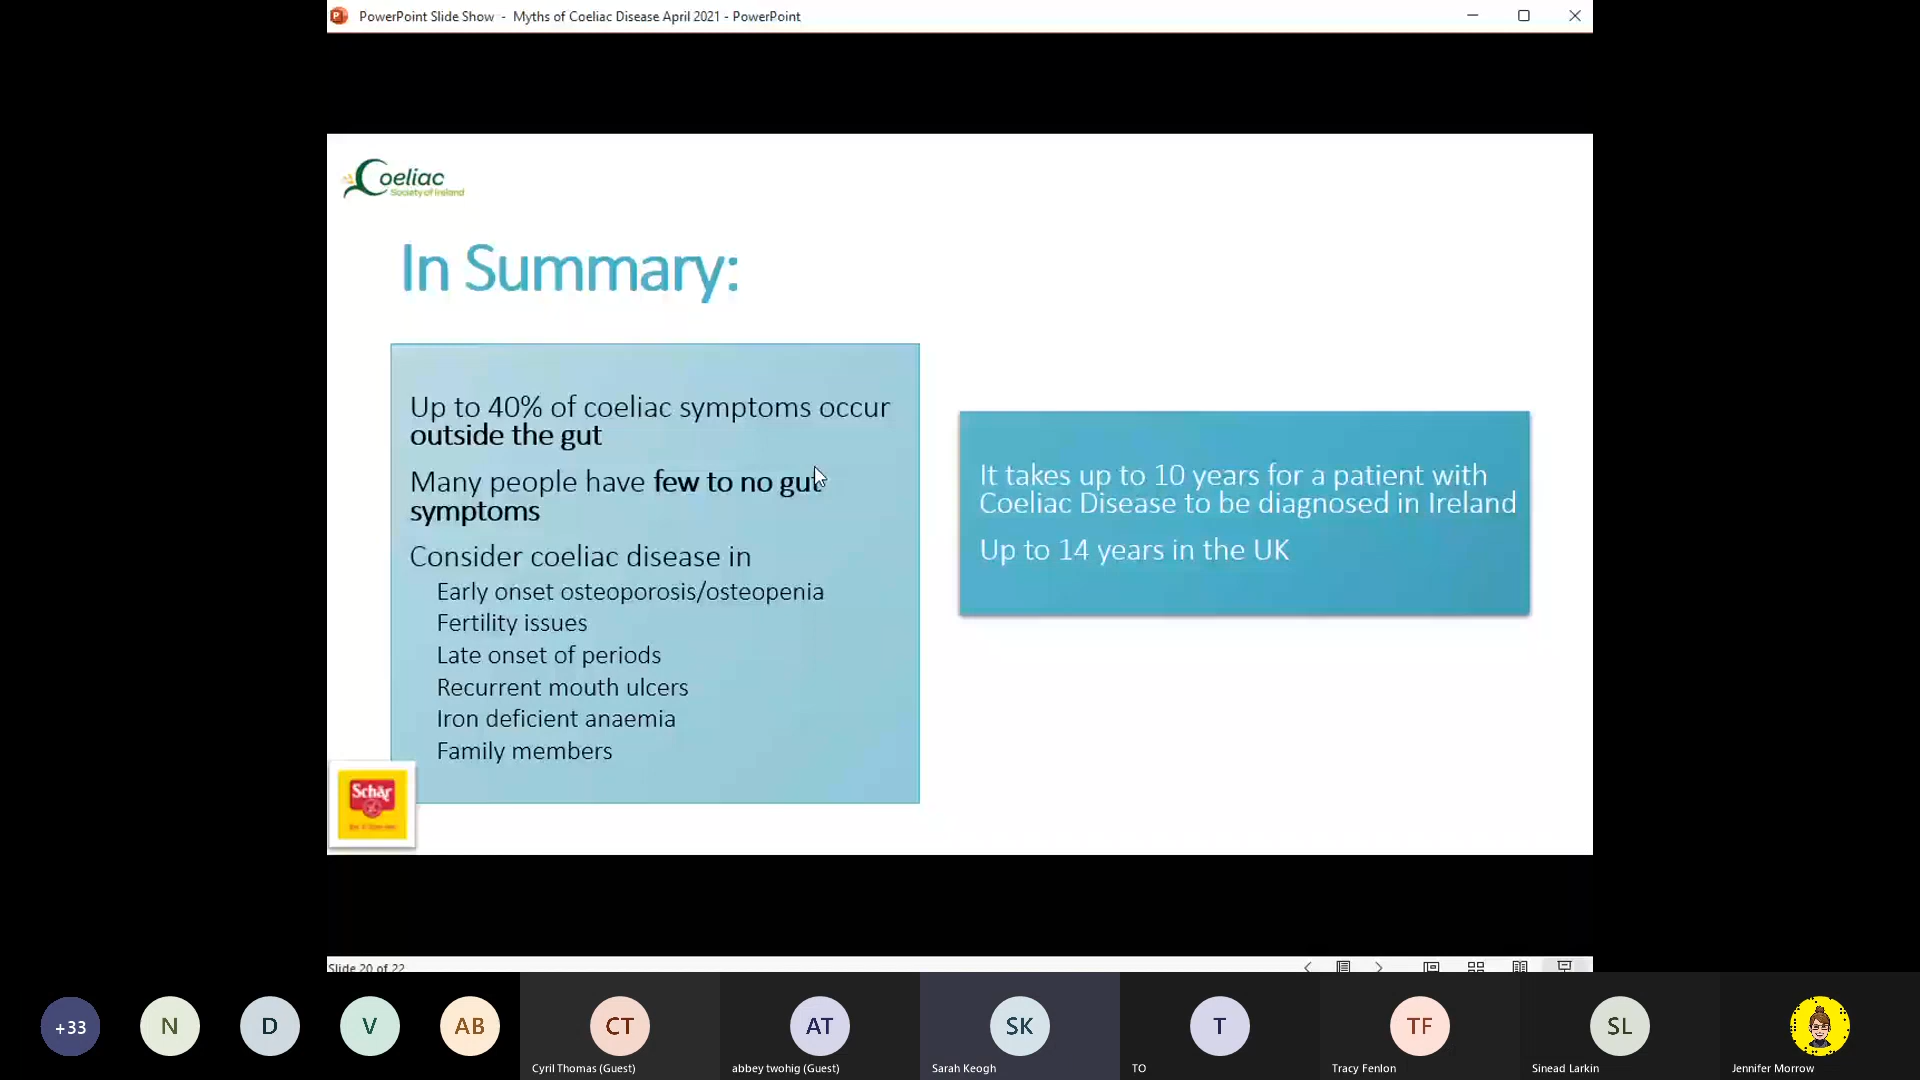 PowerPoint Slide Show - Myths of Coeliac Disease April 2021 - PowerPoint
Coeliac
Society of Ireland
In Summary:
Up to 40% of coeliac symptoms occur
outside the gut
Many people have few to no gut
symptoms
Consider coeliac disease in
Early onset osteoporosis/osteopenia
Fertility issues
Late onset of periods
Recurrent mouth ulcers
Iron deficient anaemia
Family members
It takes up to 10 years for a patient with
Coeliac Disease to be diagnosed in Ireland
Up to 14 years in the UK
Schär
Slide 20 of 22
+33
N
D
V
AB
CT
AT
SK
T
TF
SL
Cyril Thomas (Guest)
abbey twohig (Guest)
Sarah Keogh
TO
Tracy Fenlon
Sinead Larkin
Jennifer Morrow